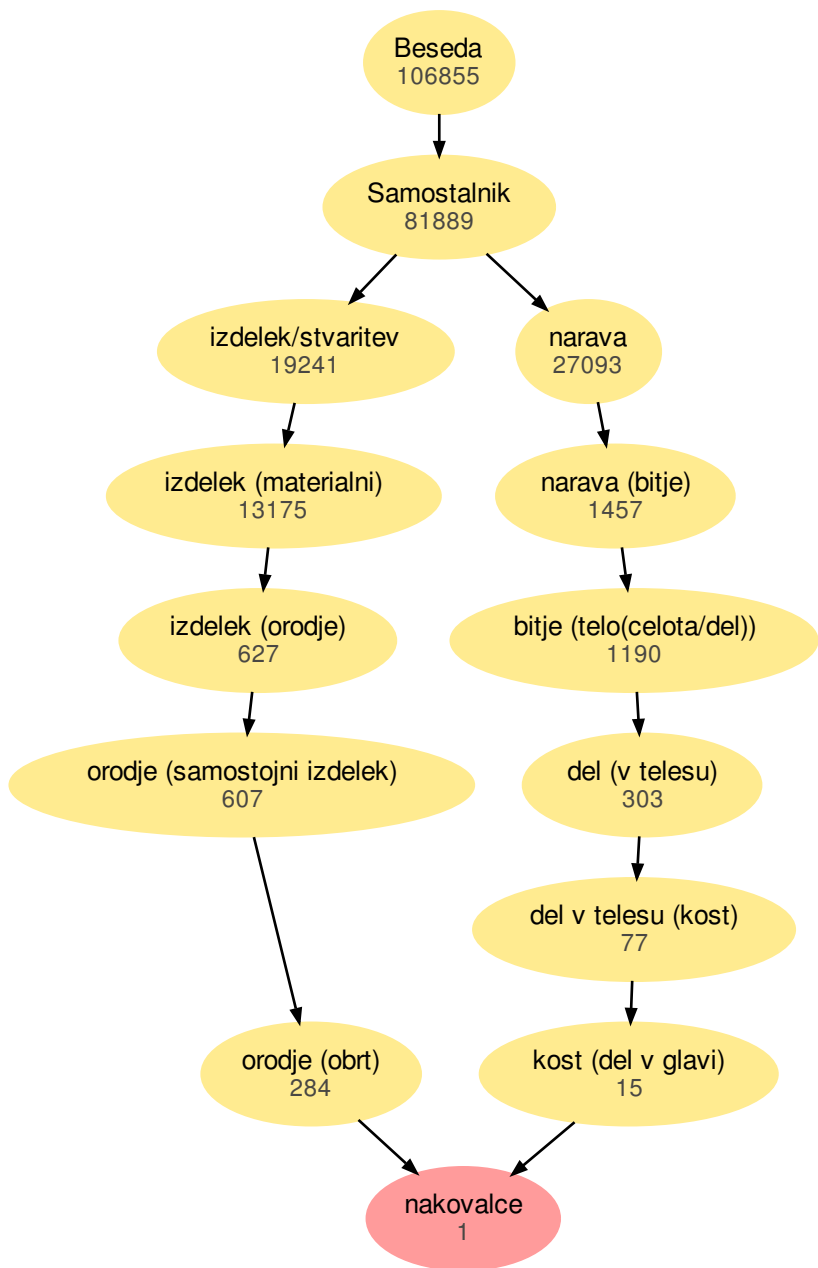 Beseda
106855
Samostalnik
81889
izdelek/stvaritev
19241
narava
27093
izdelek (materialni)
13175
narava (bitje)
1457
izdelek (orodje)
627
bitje (telo(celota/del))
1190
orodje (samostojni izdelek)
607
del (v telesu)
303
del v telesu (kost)
77
orodje (obrt)
284
kost (del v glavi)
15
nakovalce
1